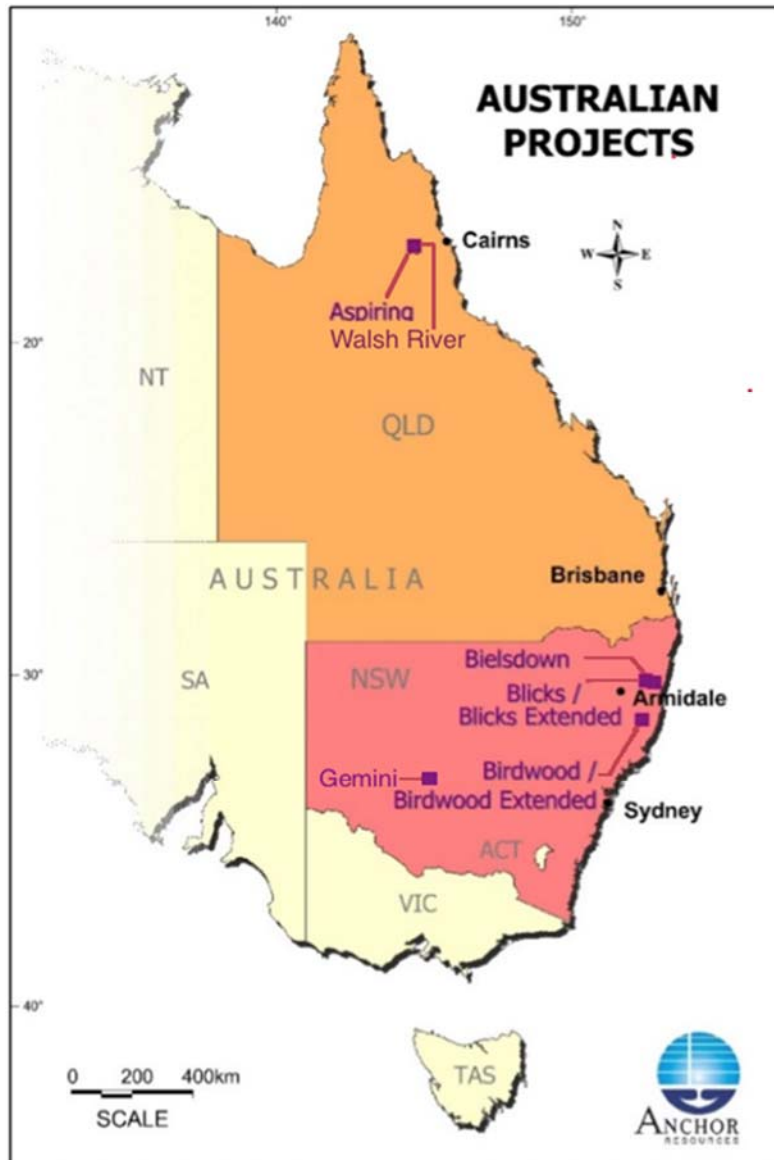 140°
150°
AUSTRALIAN
PROJECTS
N
W E
S
Cairns
Aspiring
Walsh River
20°
NT
QLD
AUSTRALIA
Brisbane
Bielsdown
30°
SA
NSW
Armidale
Blicks /
Blicks Extended
Gemini
Birdwood /
Birdwood Extended
Sydney
ACT
VIC
40°
TAS
0 200 400km
SCALE
ANCHOR
RESOURCES